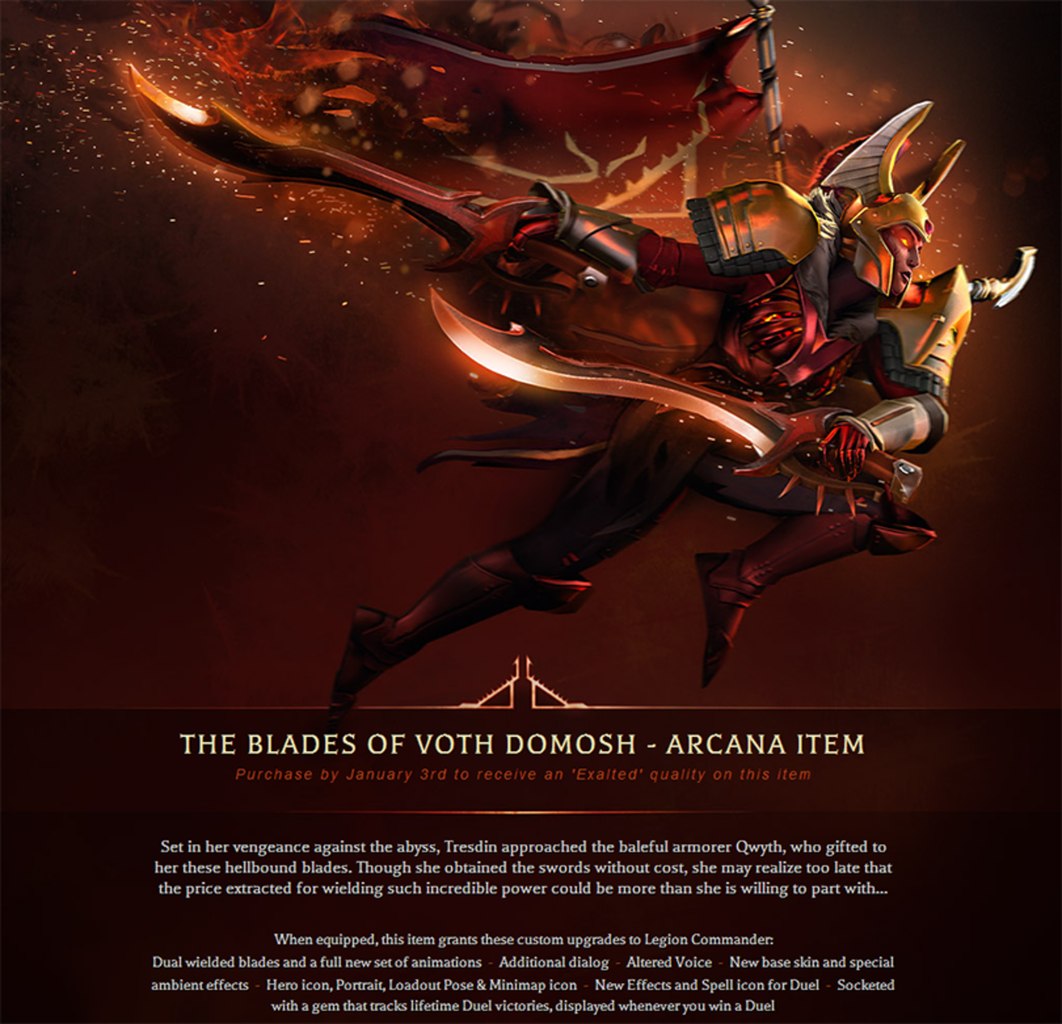 THE BLADES OF VOTH DOMOSH - ARCANA ITEM
Purchase by January 3rd to receive an 'Exalted' quality on this item
Set in her vengeance against the abyss, Tresdin approached the baleful armorer Qwyth, who gifted to
her these hellbound blades. Though she obtained the swords without cost, she may realize too late that
the price extracted for wielding such incredible power could be more than she is willing to part with...
When equipped, this item grants these custom upgrades to Legion Commander:
Dual wielded blades and a full new set of animations - Additional dialog - Altered Voice - New base skin and special
ambient effects - Hero icon, Portrait, Loadout Pose & Minimap icon - New Effects and Spell icon for Duel - Socketed
with a gem that tracks lifetime Duel victories, displayed whenever you win a Duel